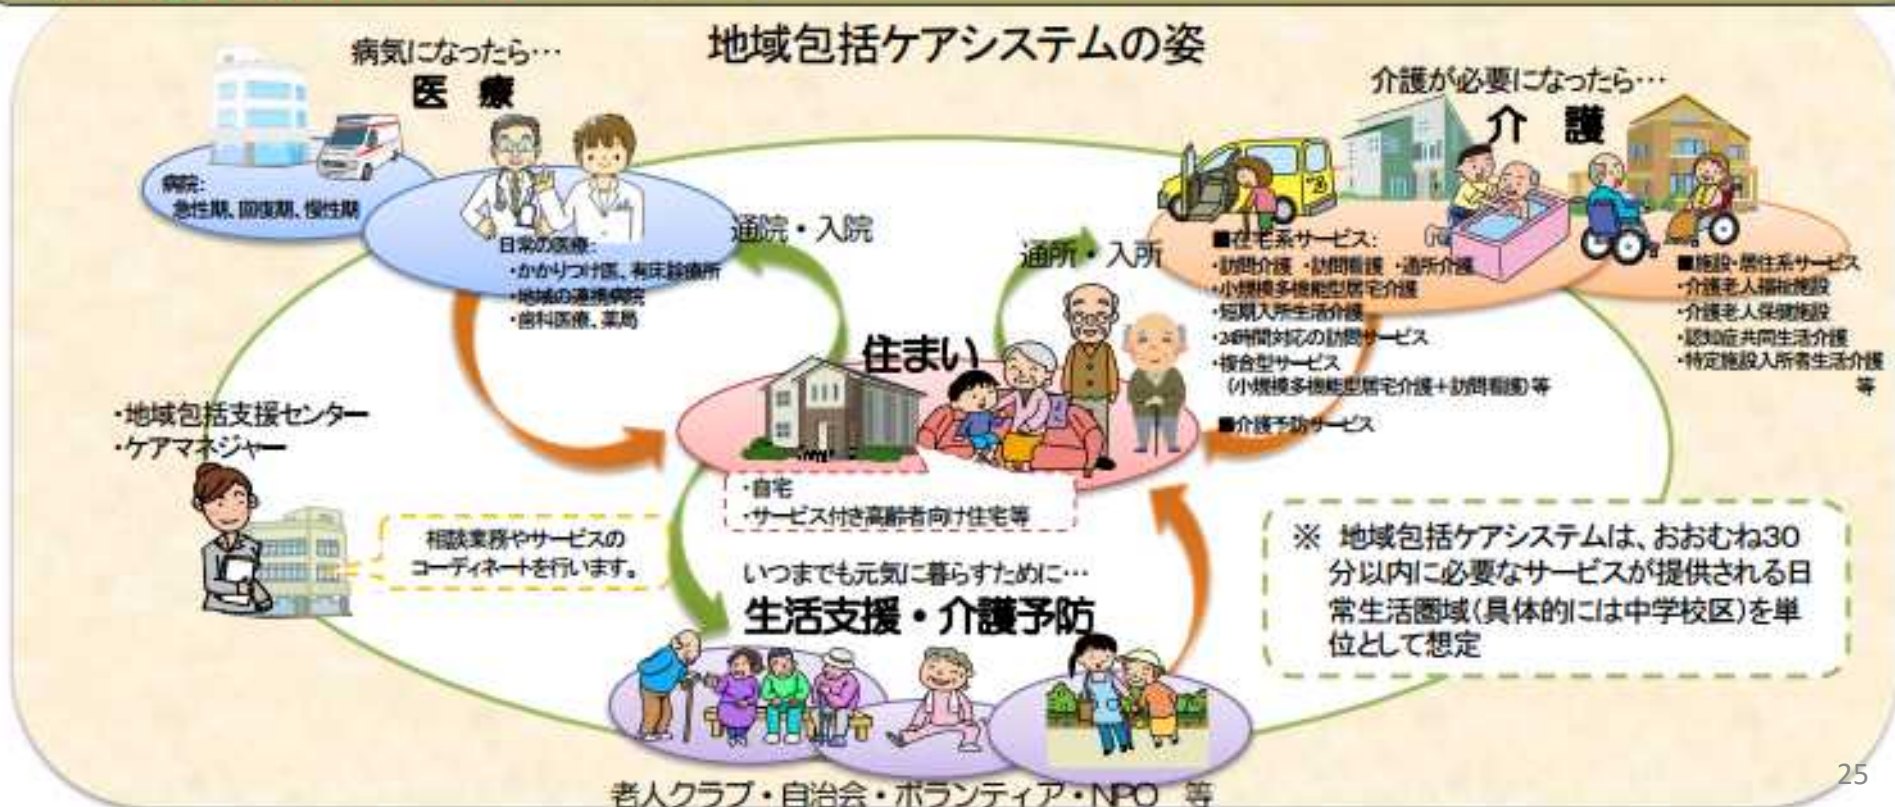 地域包括ケアシステムの姿
病気になったら…
医 療
病院:
急性期、回復期、慢性期
日常の医療:
・かかりつけ医、有床診療所
・地域の連携病院
・歯科医療、薬局
通院・入院
通所・入所
介護が必要になったら…
介 護
■在宅系サービス:
・訪問介護 ・訪問看護 ・通所介護
・小規模多機能型居宅介護
・短期入所生活介護
・24時間対応の訪問サービス
・複合型サービス
(小規模多機能型居宅介護+訪問看護)等
■介護予防サービス
■施設・居住系サービス
・介護老人福祉施設
・介護老人保健施設
・認知症共同生活介護
・特定施設入所者生活介護
等
住まい
・自宅
・サービス付き高齢者向け住宅等
・地域包括支援センター
・ケアマネジャー
相談業務やサービスの
コーディネートを行います。
いつまでも元気に暮らすために…
生活支援・介護予防
老人クラブ・自治会・ボランティア・NPO 等
※ 地域包括ケアシステムは、おおむね30
分以内に必要なサービスが提供される日
常生活圏域(具体的には中学校区)を単
位として想定
25